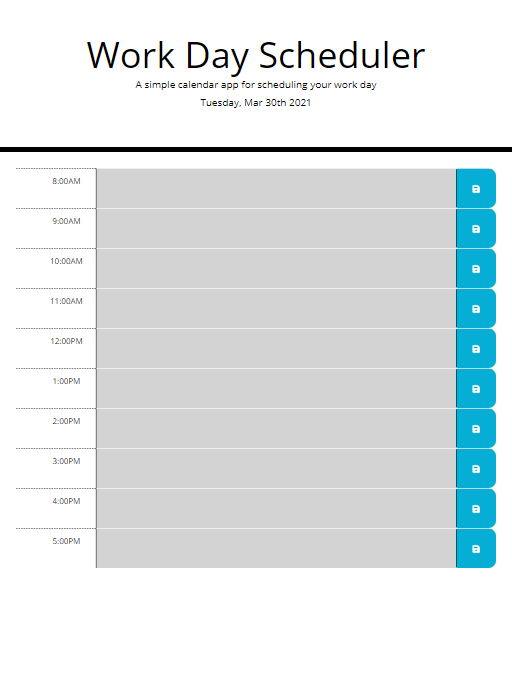 Work Day Scheduler
A simple calendar app for scheduling your work day
Tuesday, Mar 30th 2021
8:00AM
9:00AM
10:00AM
11:00AM
12:00PM
1:00PM
2:00PM
3:00PM
4:00PM
5:00PM